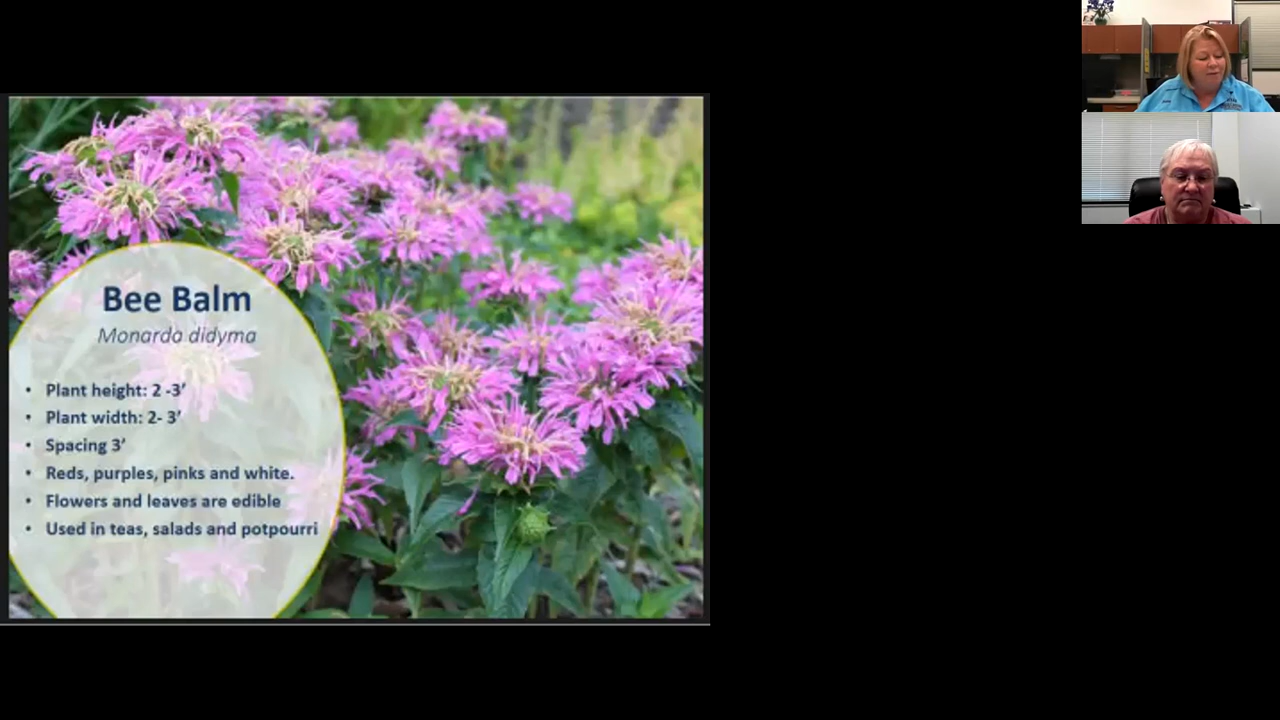 Bee Balm
Monarda didyma
• Plant height: 2 -3’
• Plant width: 2- 3’
• Spacing 3’
• Reds, purples, pinks and white.
• Flowers and leaves are edible
• Used in teas, salads and potpourri